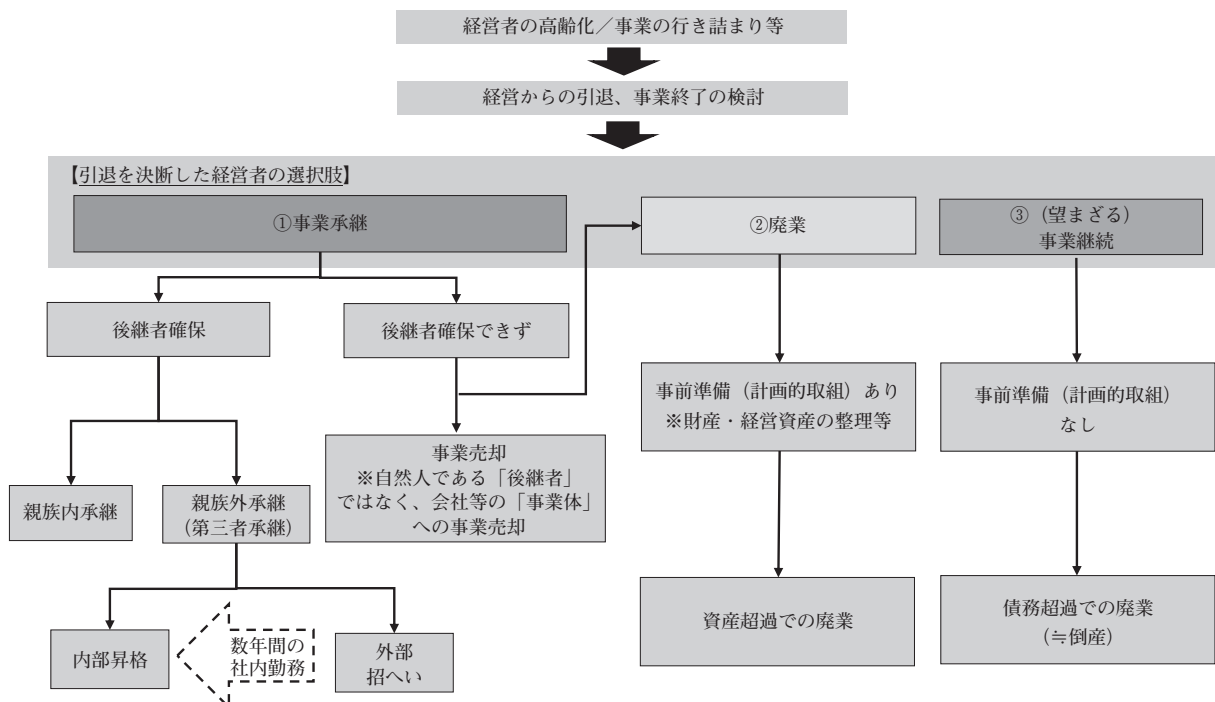 経営者の高齢化／事業の行き詰まり等
経営からの引退、事業終了の検討
【引退を決断した経営者の選択肢】
①事業承継
②廃業
③（望まざる）
事業継続
後継者確保
後継者確保できず
事前準備（計画的取組）あり
※財産・経営資産の整理等
事前準備（計画的取組）
なし
事業売却
※自然人である「後継者」
ではなく、会社等の「事業体」
への事業売却
親族内承継
親族外承継
（第三者承継）
資産超過での廃業
債務超過での廃業
（≒倒産）
内部昇格
数年間の
社内勤務
外部
招へい